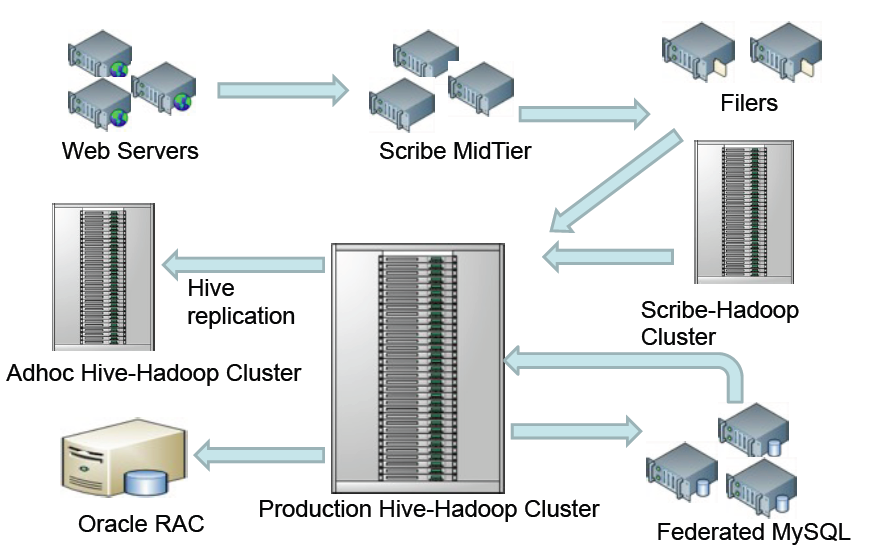 Web Servers
Scribe MidTier
Filers
Scribe-Hadoop
Cluster
Hive
replication
Adhoc Hive-Hadoop Cluster
Production Hive-Hadoop Cluster
Oracle RAC
Federated MySQL